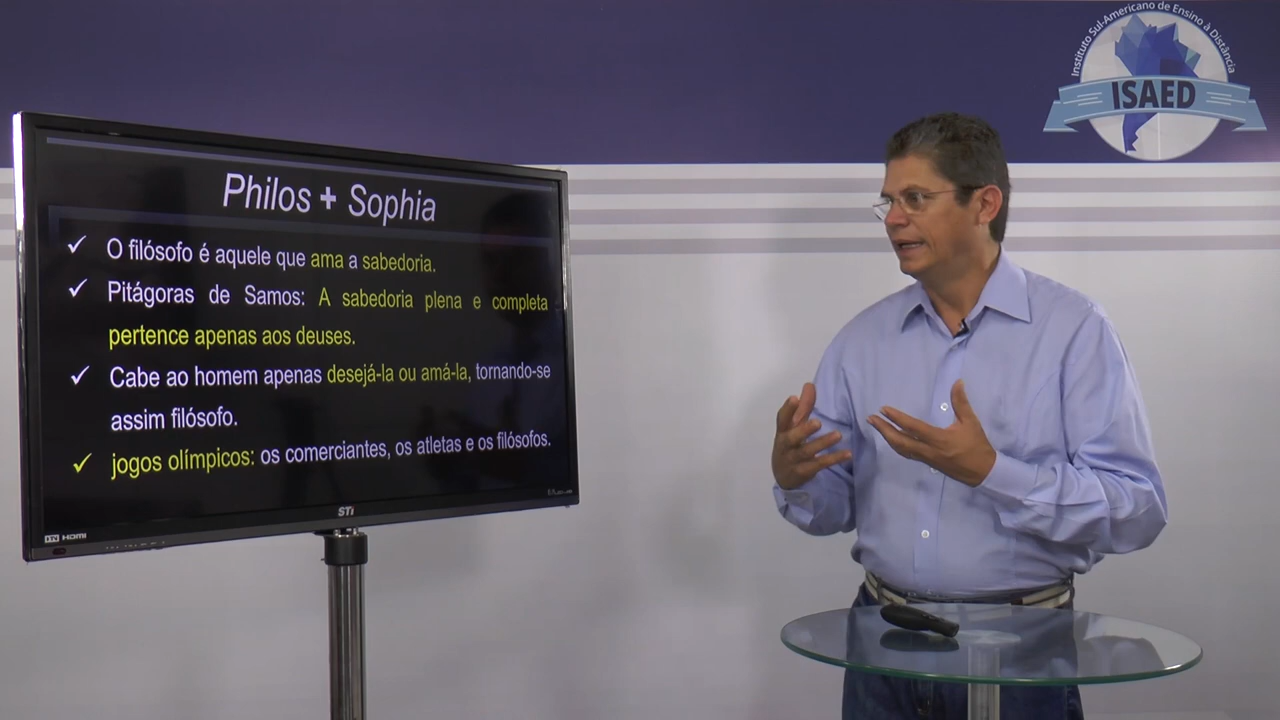 Instituto Sul-Americano de Ensino à Distância
ISAED
Philos + Sophia
✓ O filósofo é aquele que ama a sabedoria.
✓ Pitágoras de Samos: A sabedoria plena e completa
pertence apenas aos deuses.
✓ Cabe ao homem apenas desejá-la ou amá-la, tornando-se
assim filósofo.
✓ jogos olímpicos: os comerciantes, os atletas e os filósofos.
STi
DTV HDMI